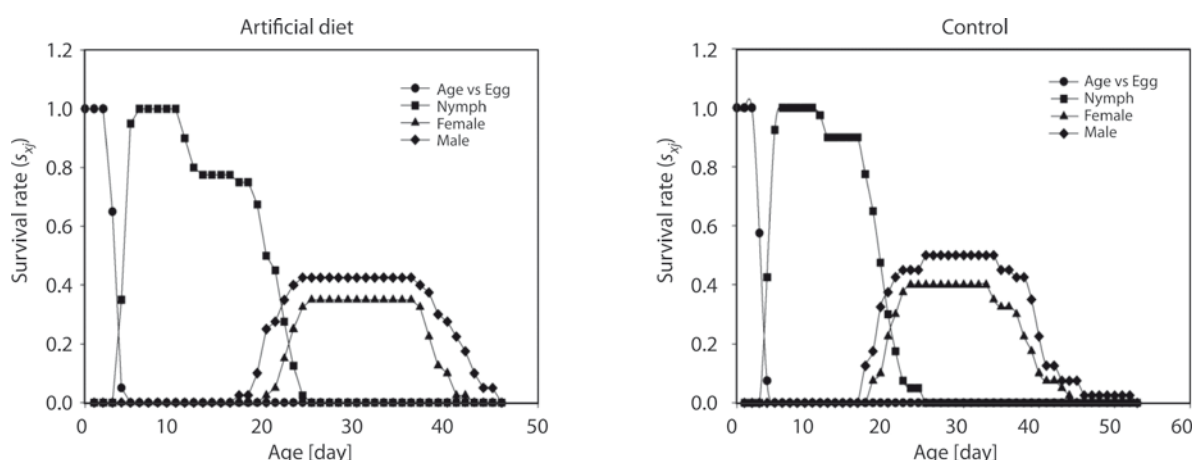 Artificial diet
1.2
1.0
0.8
0.6
0.4
0.2
0.0
Survival rate (sxj)
Age vs Egg
Nymph
Female
Male
0 10 20 30 40 50
Age [day]
Control
1.2
1.0
0.8
0.6
0.4
0.2
0.0
Survival rate (sxj)
Age vs Egg
Nymph
Female
Male
0 10 20 30 40 50 60
Age [day]